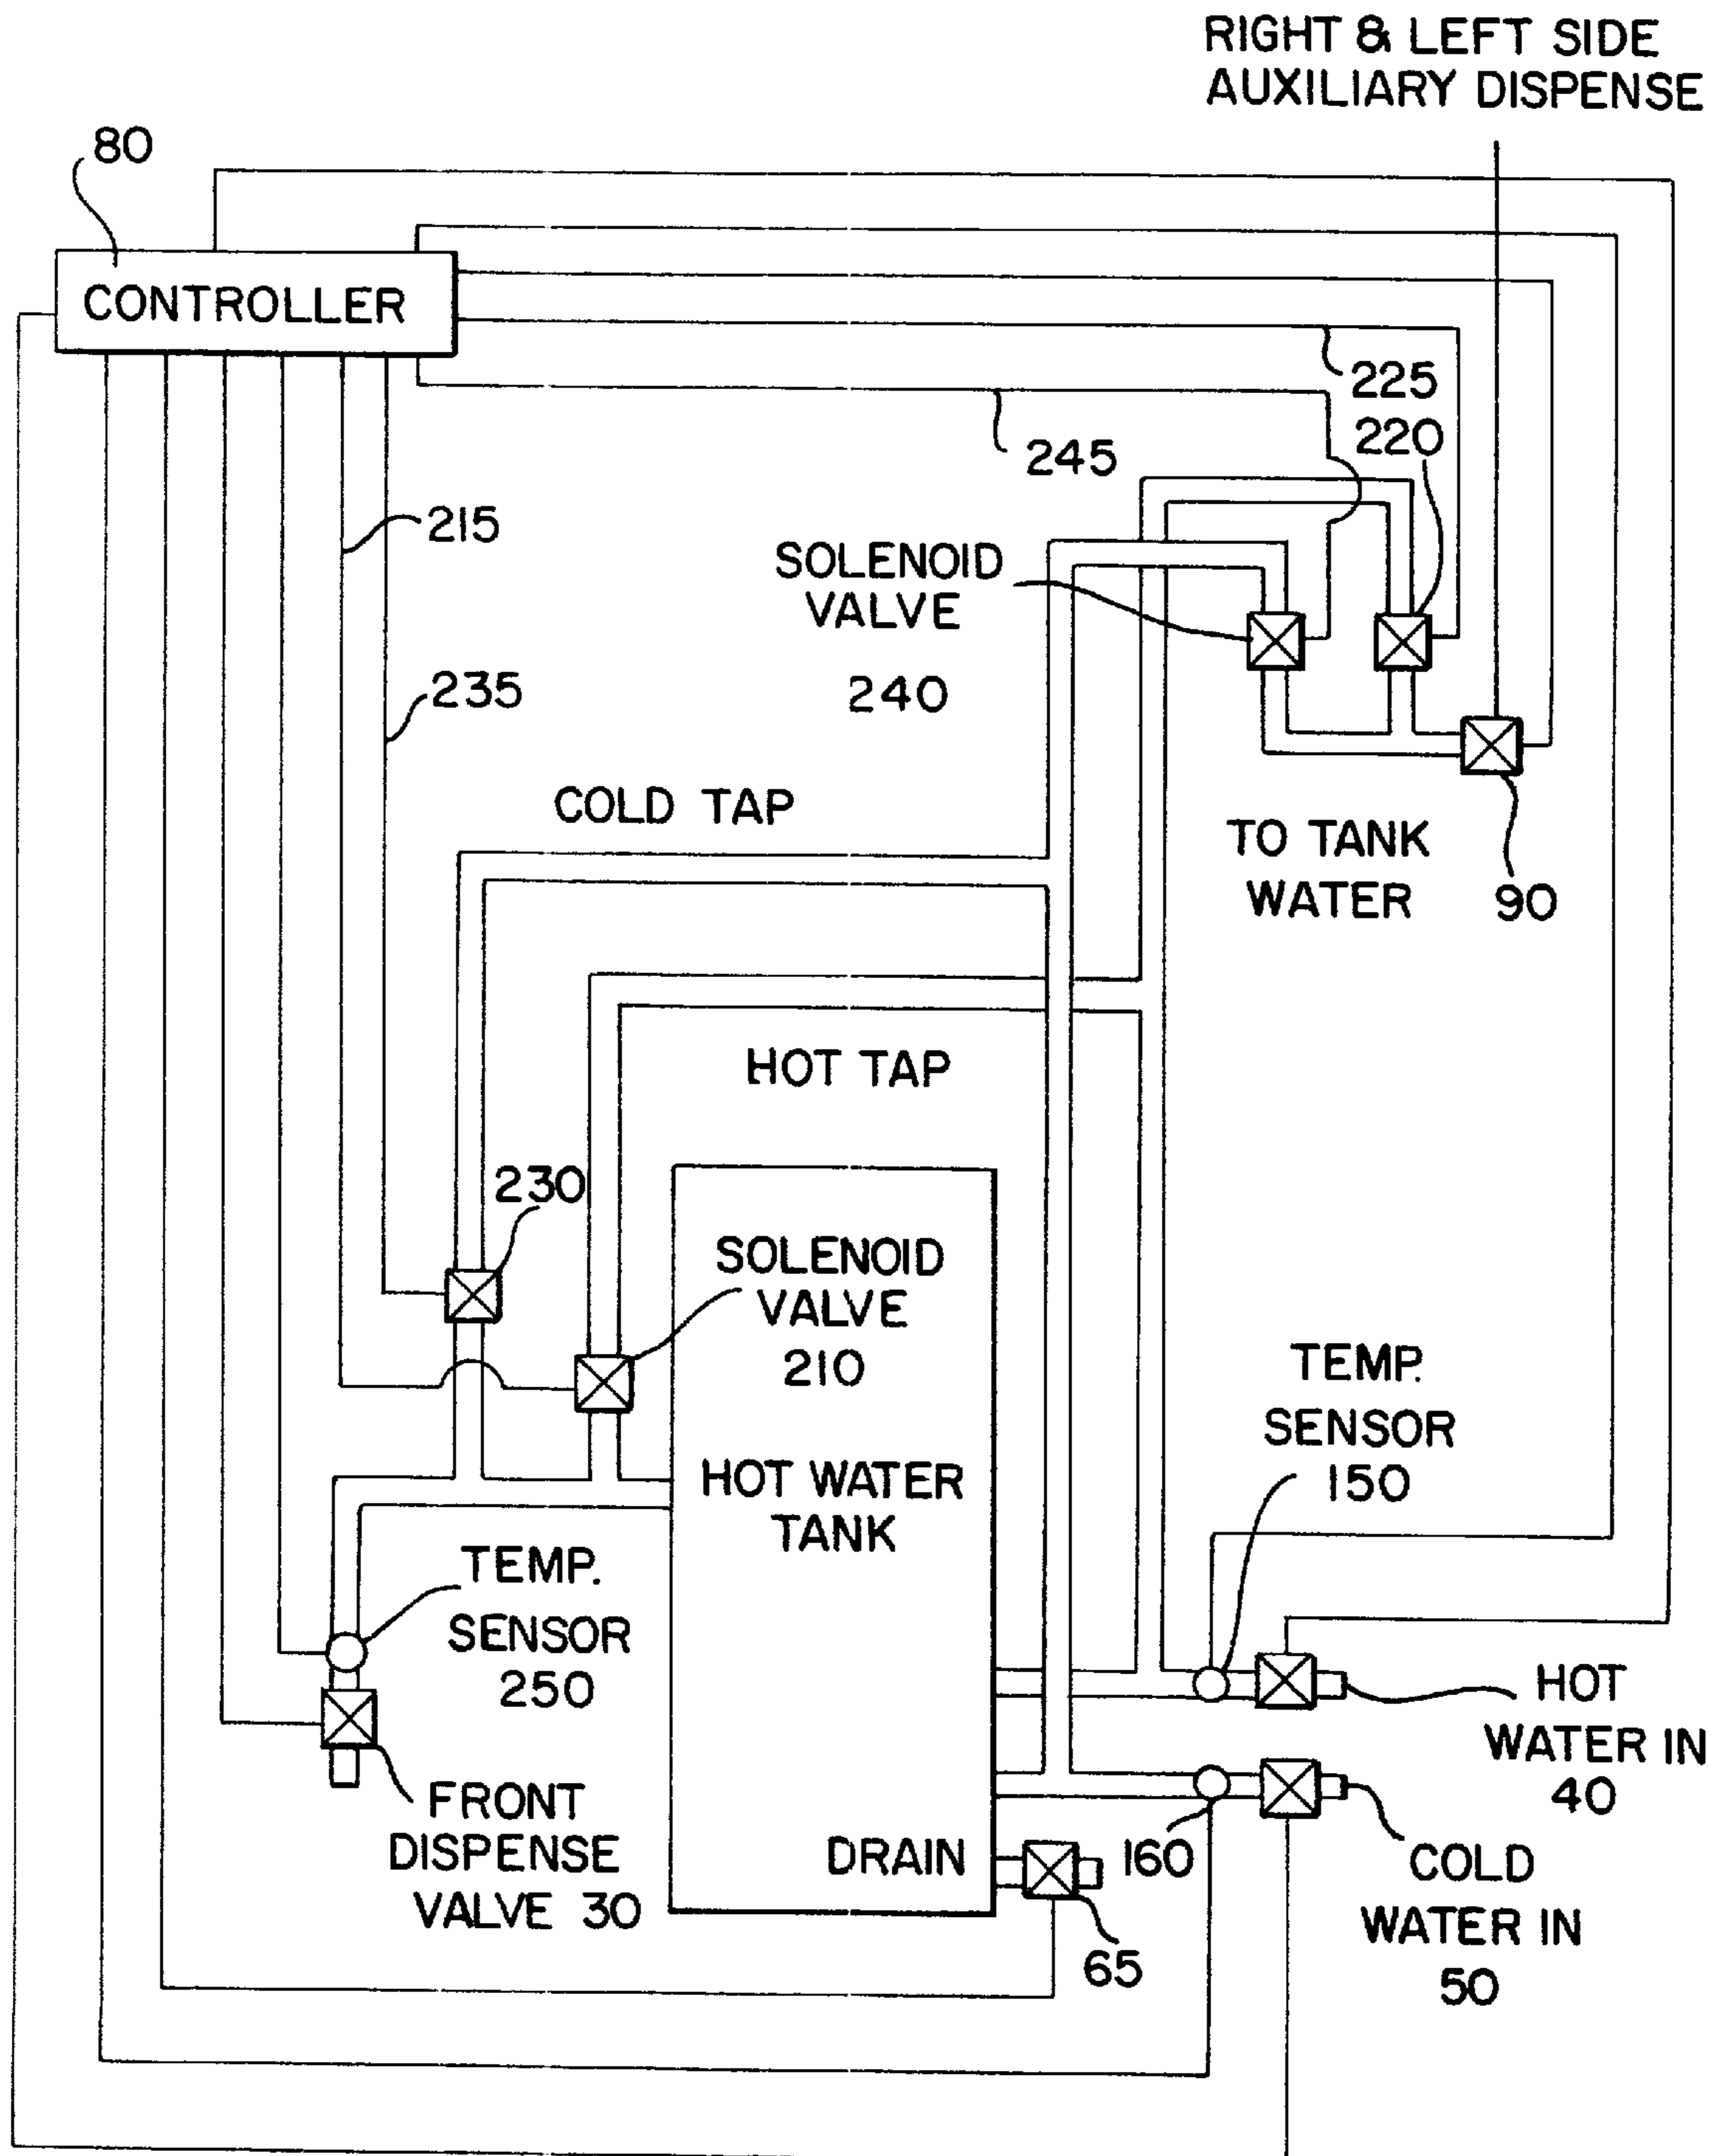 RIGHT & LEFT SIDE
AUXILIARY DISPENSE
80
CONTROLLER
225
220
245
215
SOLENOID
VALVE
240
235
COLD TAP
TO TANK
WATER
90
HOT TAP
230
SOLENOID
VALVE
210
TEMP.
SENSOR
150
HOT WATER
TANK
TEMP.
SENSOR
250
HOT
WATER IN
40
FRONT
DISPENSE
VALVE 30
DRAIN
160
COLD
WATER IN
50
65